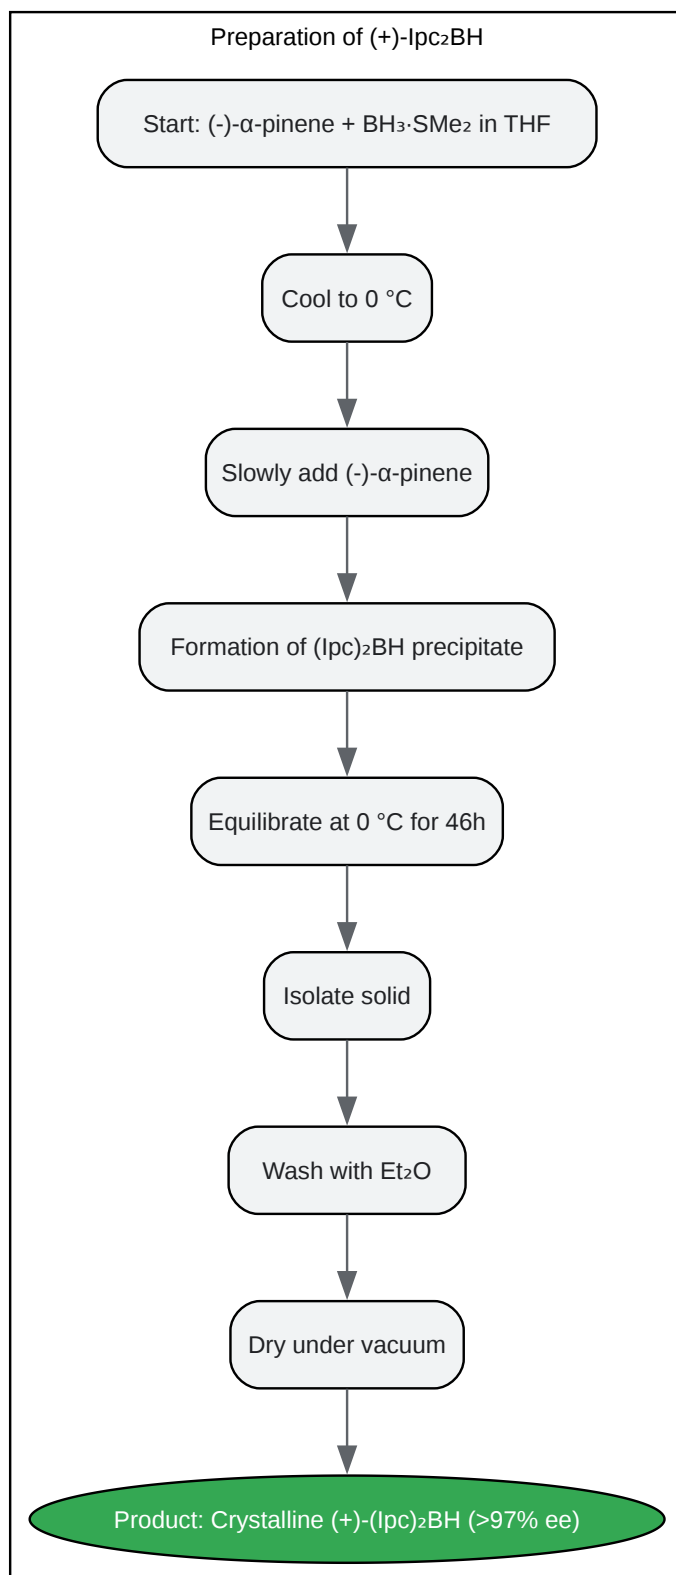 Preparation of (+)-Ipc₂BH
Start: (-)-α-pinene + BH₃·SMe₂ in THF
Cool to 0 °C
Slowly add (-)-α-pinene
Formation of (Ipc)₂BH precipitate
Equilibrate at 0 °C for 46h
Isolate solid
Wash with Et₂O
Dry under vacuum
Product: Crystalline (+)-(Ipc)₂BH (>97% ee)